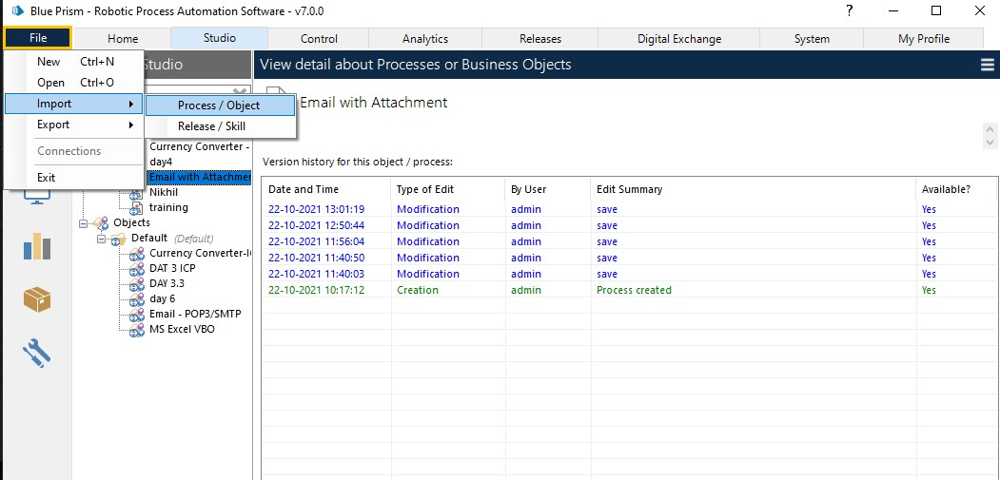 Blue Prism - Robotic Process Automation Software - v7.0.0
File Home Studio Control Analytics Releases Digital Exchange System My Profile
New Ctrl+N
Open Ctrl+O
Import
Export
Connections
Exit
Process / Object
Release / Skill
Studio
View detail about Processes or Business Objects
Email with Attachment
Currency Converter -
day4
Email with Attachmen
Nikhil
training
Objects
Default (Default)
Currency Converter-I
DAT 3 ICP
DAY 3.3
day 6
Email - POP3/SMTP
MS Excel VBO
Version history for this object / process:
Date and Time Type of Edit By User Edit Summary Available?
22-10-2021 13:01:19 Modification admin save Yes
22-10-2021 12:50:44 Modification admin save Yes
22-10-2021 11:56:04 Modification admin save Yes
22-10-2021 11:40:50 Modification admin save Yes
22-10-2021 11:40:03 Modification admin save Yes
22-10-2021 10:17:12 Creation admin Process created Yes